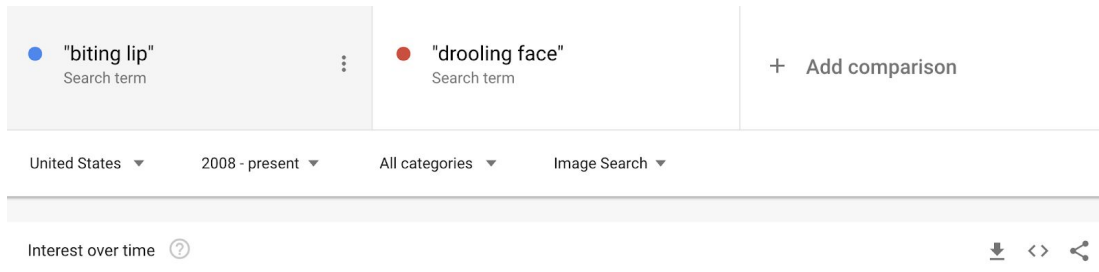 "biting lip"
Search term
"drooling face"
Search term
+ Add comparison
United States
2008 - present
All categories
Image Search
Interest over time ?